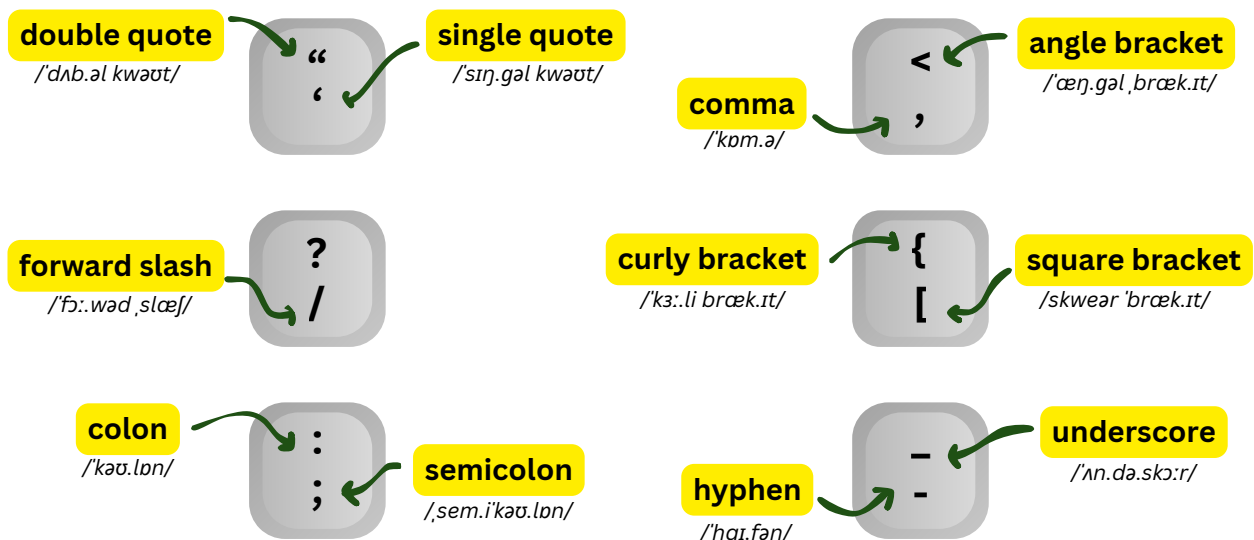 double quote
/ˈdʌb.əl kwəʊt/
“
‘
single quote
/ˈsɪŋ.ɡəl kwəʊt/
<
,
angle bracket
/ˈæŋ.ɡəl ˌbræk.ɪt/
comma
/ˈkɒm.ə/
forward slash
/ˈfɔː.wəd ˌslæʃ/
?
/
curly bracket
/ˈkɜː.li bræk.ɪt/
{
[
square bracket
/skweər ˈbræk.ɪt/
colon
/ˈkəʊ.lɒn/
:
;
semicolon
/ˌsem.iˈkəʊ.lɒn/
_
-
underscore
/ˈʌn.də.skɔːr/
hyphen
/ˈhaɪ.fən/